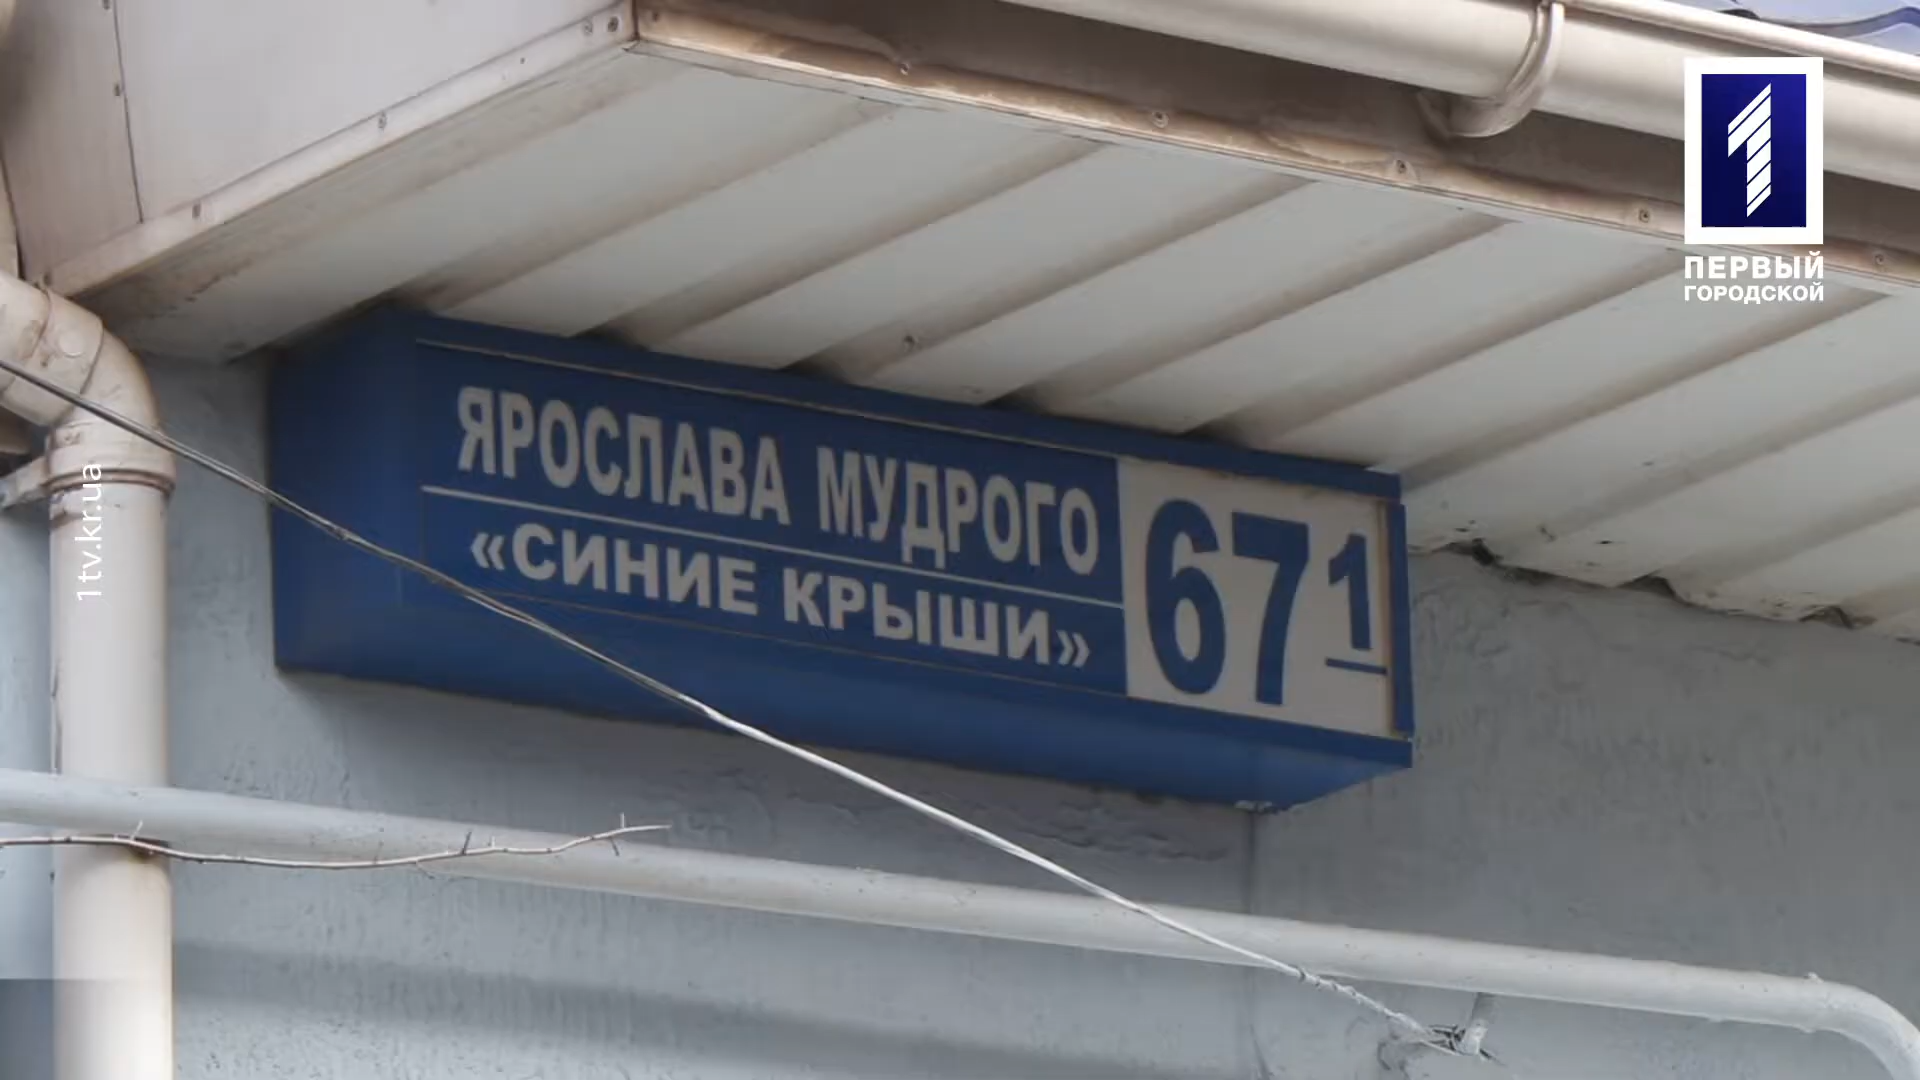 ЯРОСЛАВА МУДРОГО
«СИНИЕ КРЫШИ»
67 1
1
ПЕРВЫЙ
ГОРОДСКОЙ
1tv.kr.ua